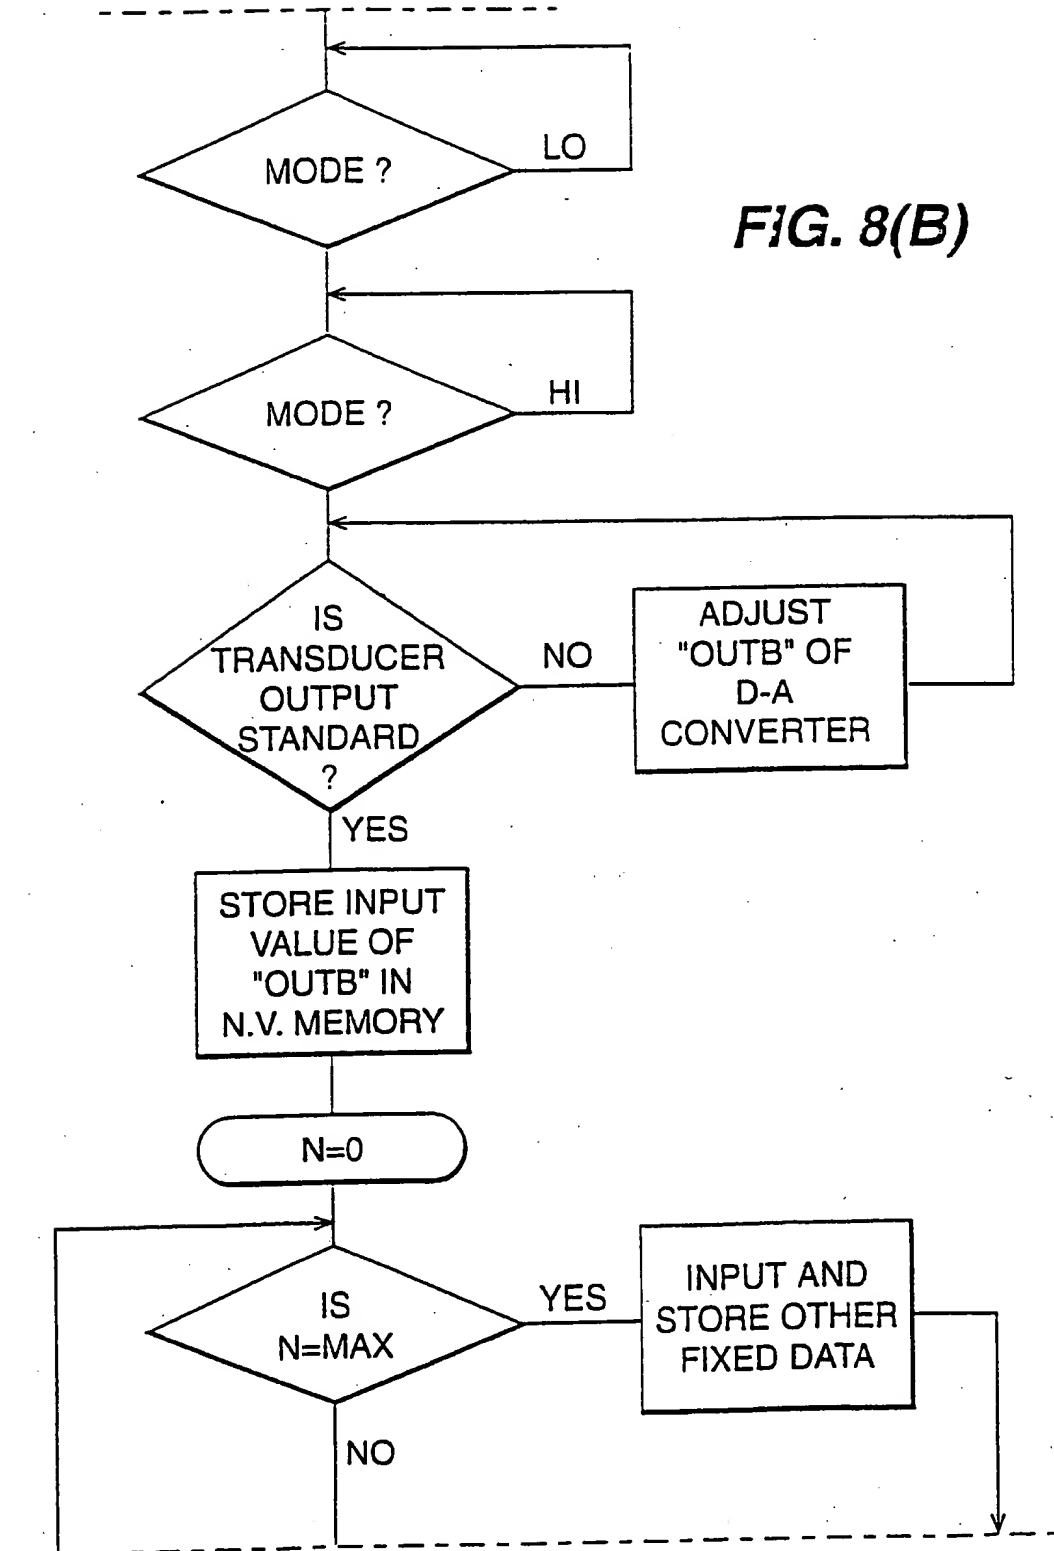 MODE ?
LO
FIG. 8(B)
MODE ?
HI
IS
TRANSDUCER
OUTPUT
STANDARD
?
NO
ADJUST
"OUTB" OF
D-A
CONVERTER
YES
STORE INPUT
VALUE OF
"OUTB" IN
N.V. MEMORY
N=0
IS
N=MAX
YES
INPUT AND
STORE OTHER
FIXED DATA
NO